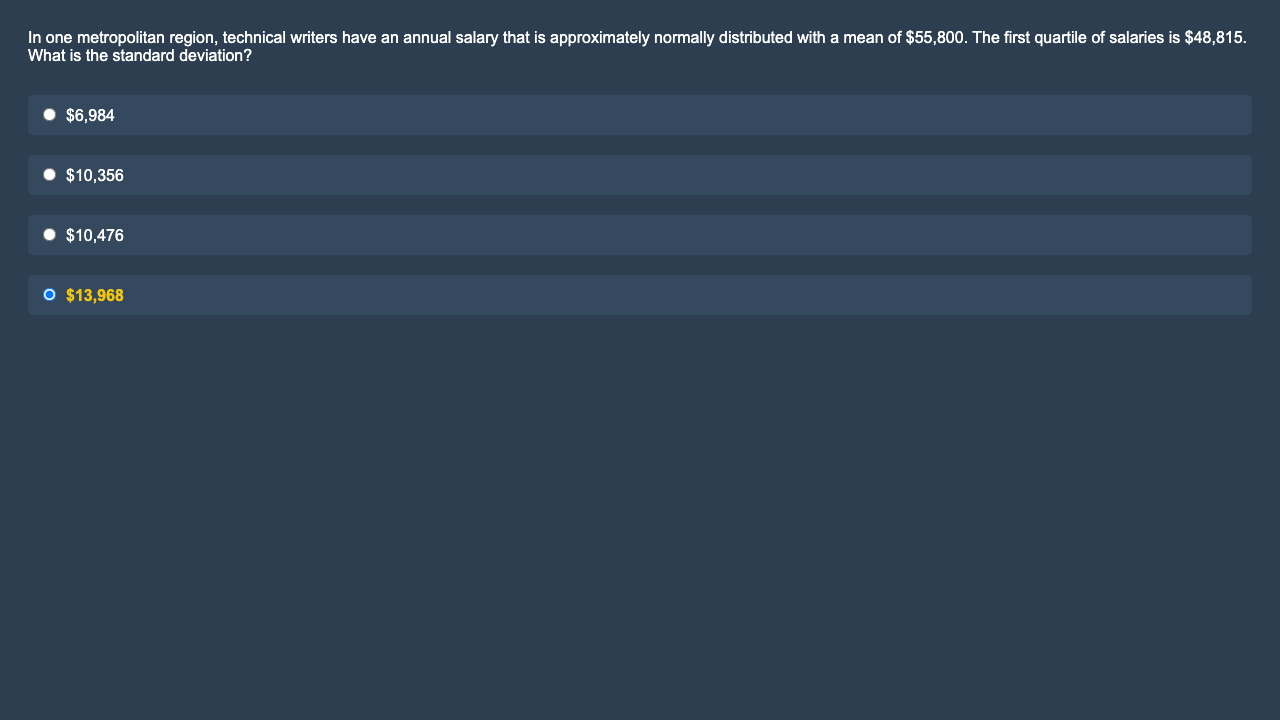 In one metropolitan region, technical writers have an annual salary that is approximately normally distributed with a mean of $55,800. The first quartile of salaries is $48,815.
What is the standard deviation?
$6,984
$10,356
$10,476
$13,968